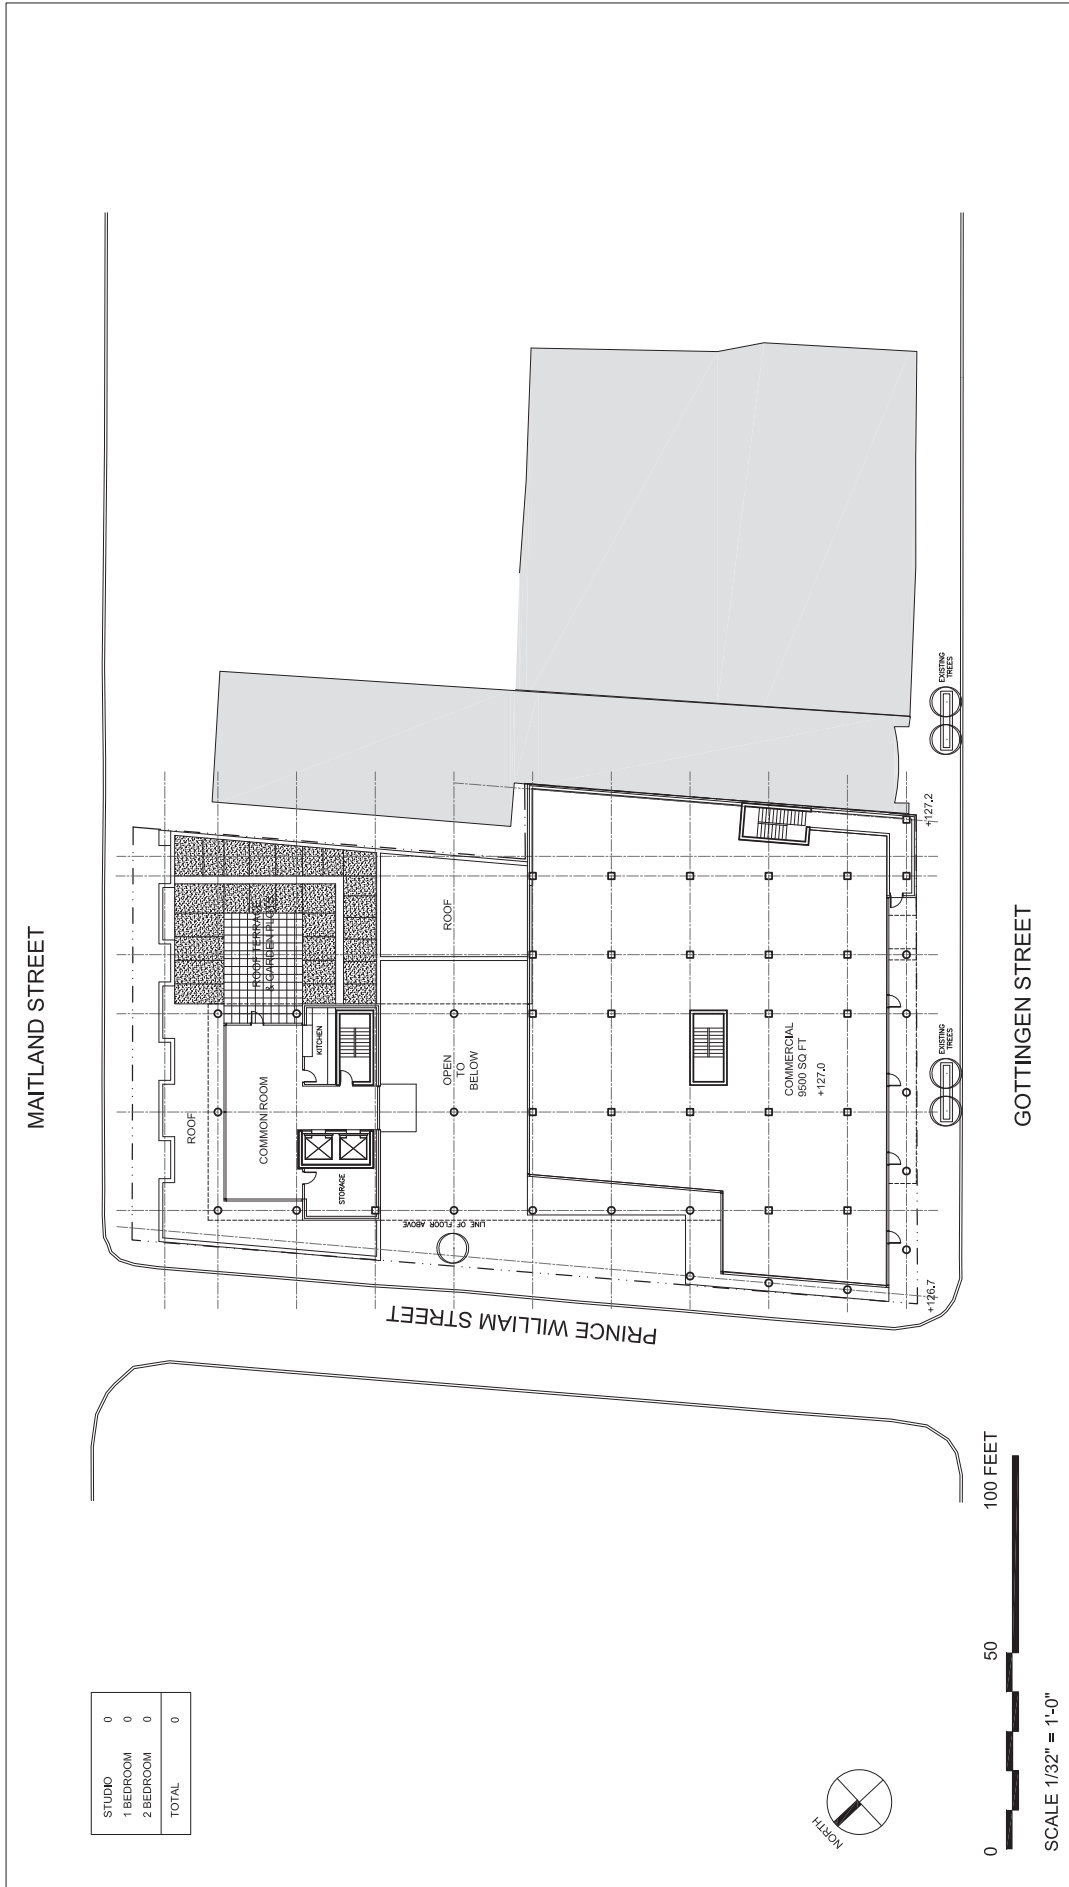 MAITLAND STREET
ROOF
COMMON ROOM
ROOF TERRACE
& GARDEN PLOTS
KITCHEN
STORAGE
ROOF
OPEN
TO
BELOW
LINE OF FLOOR ABOVE
COMMERCIAL
9500 SQ FT
+127.0
PRINCE WILLIAM STREET
+126.7
+127.2
EXISTING
TREES
EXISTING
TREES
GOTTINGEN STREET
STUDIO 0
1 BEDROOM 0
2 BEDROOM 0
TOTAL 0
NORTH
0 50 100 FEET
SCALE 1/32" = 1'-0"